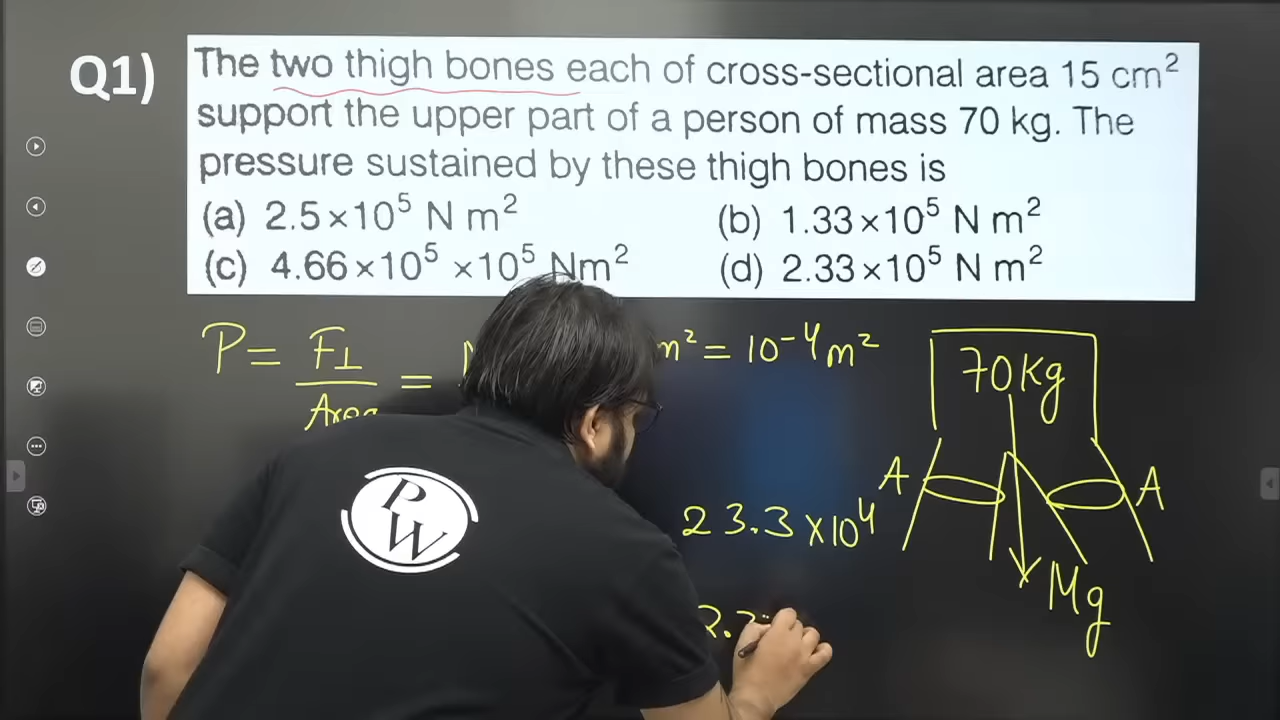 Q1)
The two thigh bones each of cross-sectional area 15 cm²
support the upper part of a person of mass 70 kg. The
pressure sustained by these thigh bones is
(a) 2.5×10⁵ N m² (b) 1.33×10⁵ N m²
(c) 4.66×10⁵ ×10⁵ Nm² (d) 2.33×10⁵ N m²
P = F⊥ / Area =
m² = 10⁻⁴ m²
70 Kg
A A
23.3 × 10⁴
Mg
PW